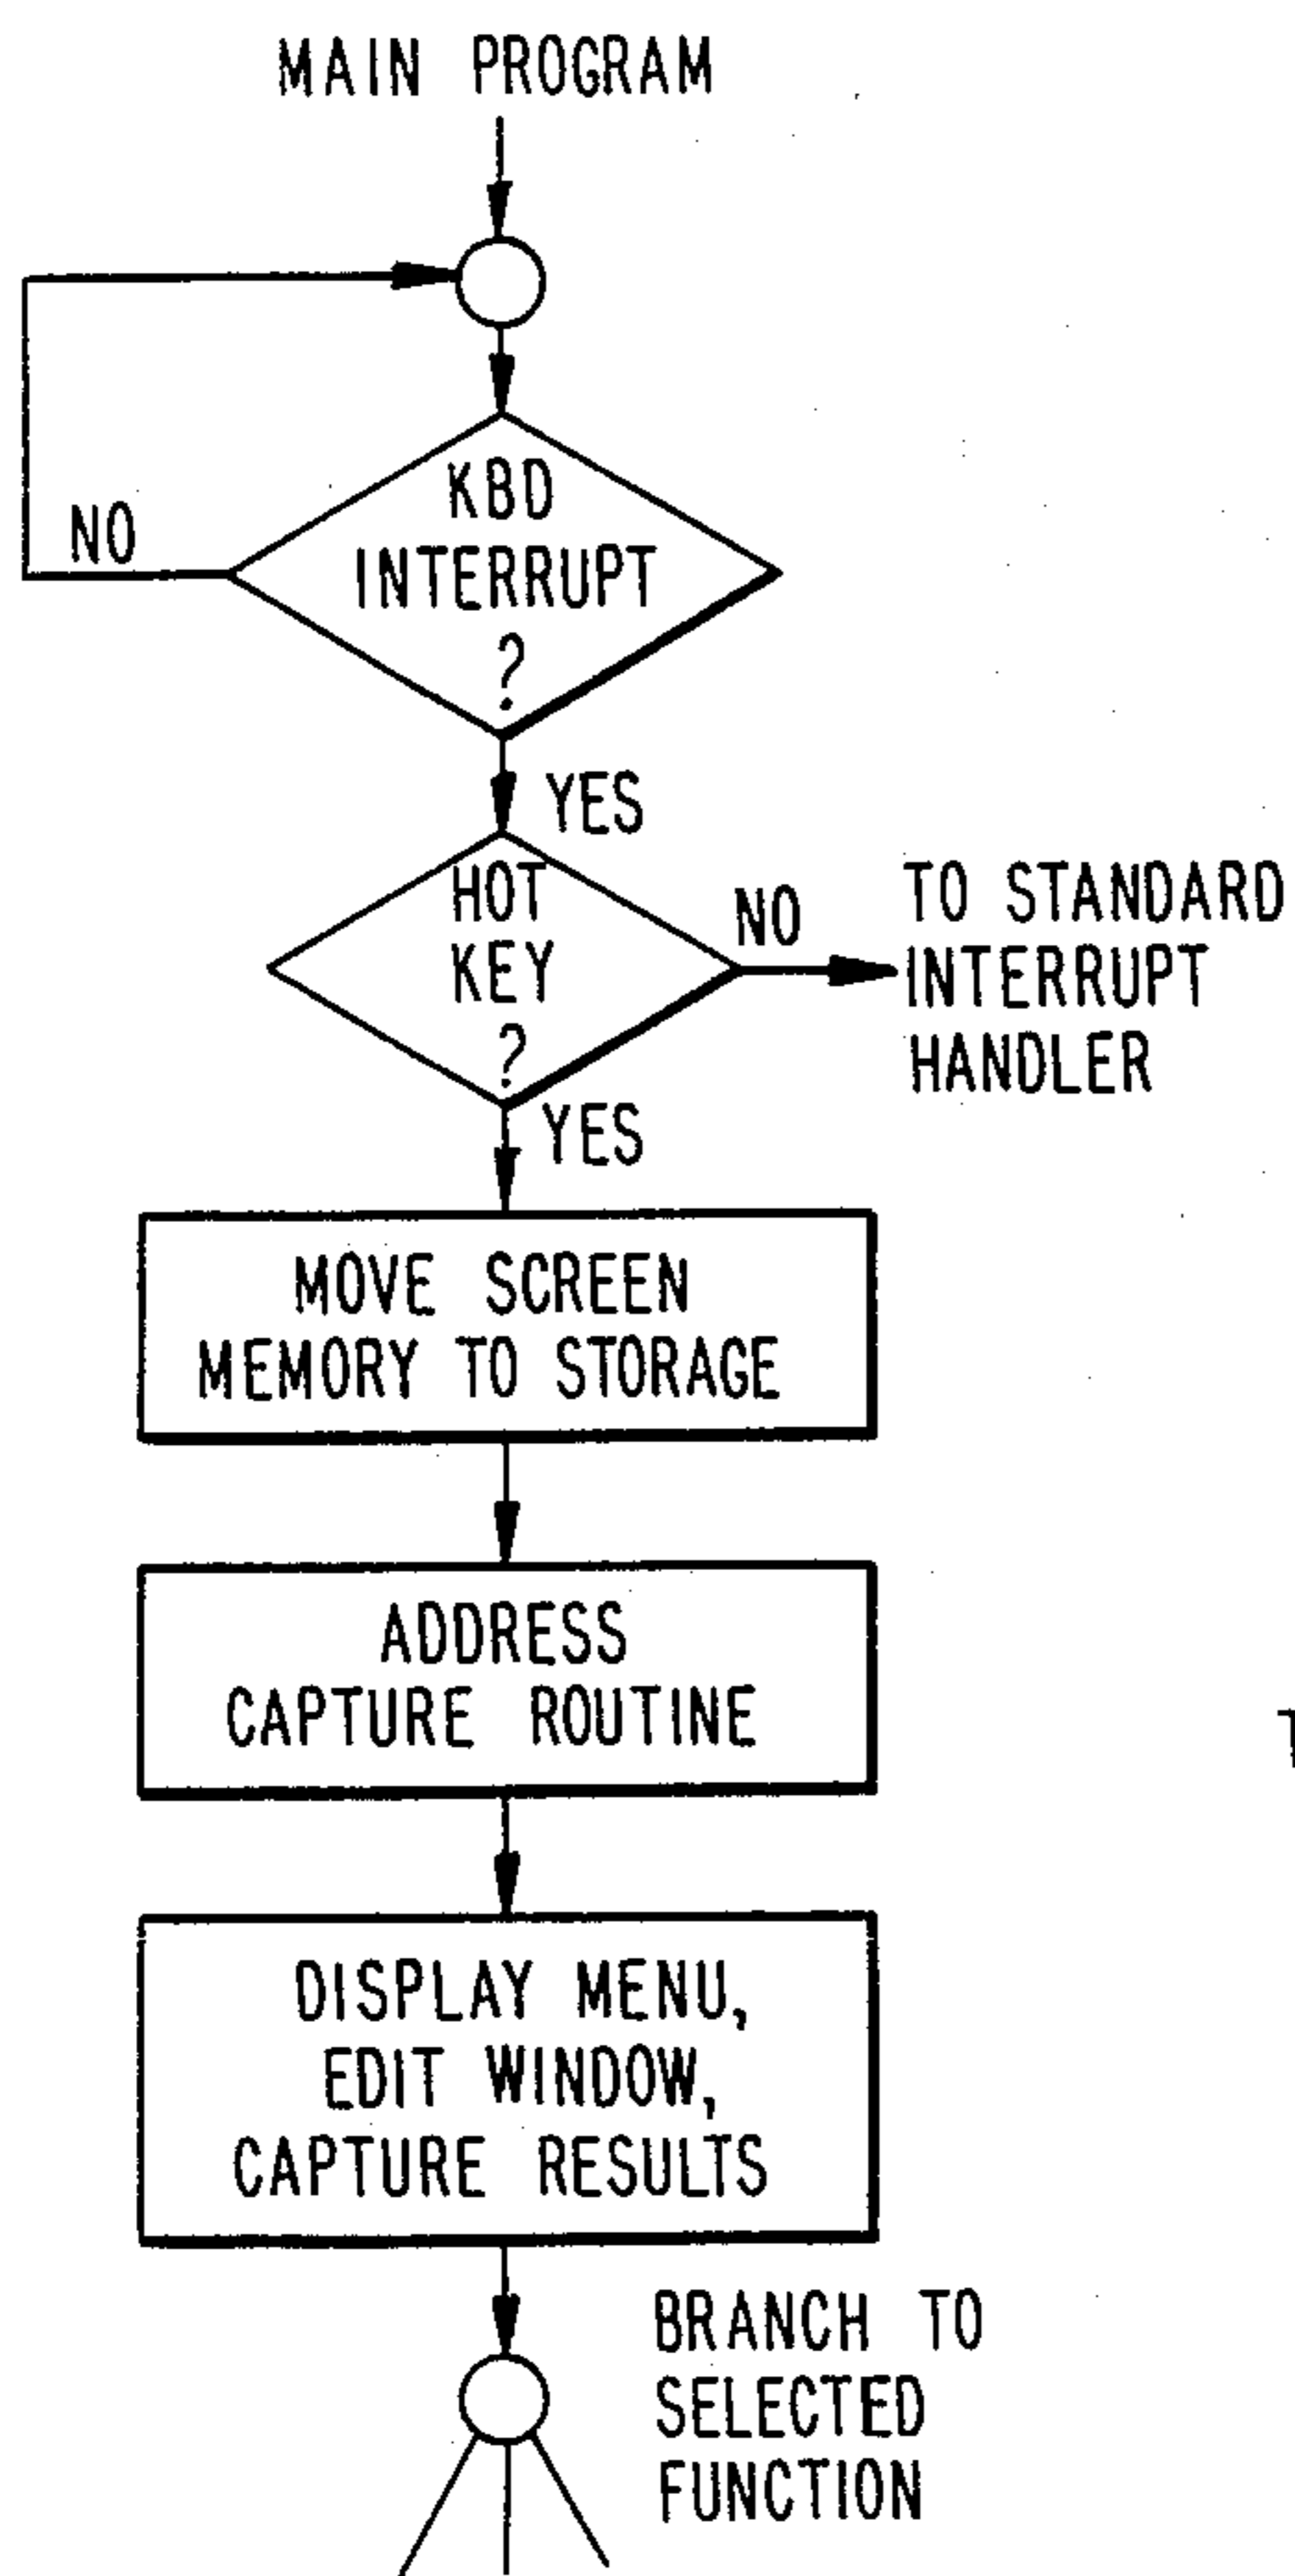 MAIN PROGRAM
KBD
INTERRUPT
?
NO
YES
HOT
KEY
?
NO
TO STANDARD
INTERRUPT
HANDLER
YES
MOVE SCREEN
MEMORY TO STORAGE
ADDRESS
CAPTURE ROUTINE
DISPLAY MENU,
EDIT WINDOW,
CAPTURE RESULTS
BRANCH TO
SELECTED
FUNCTION